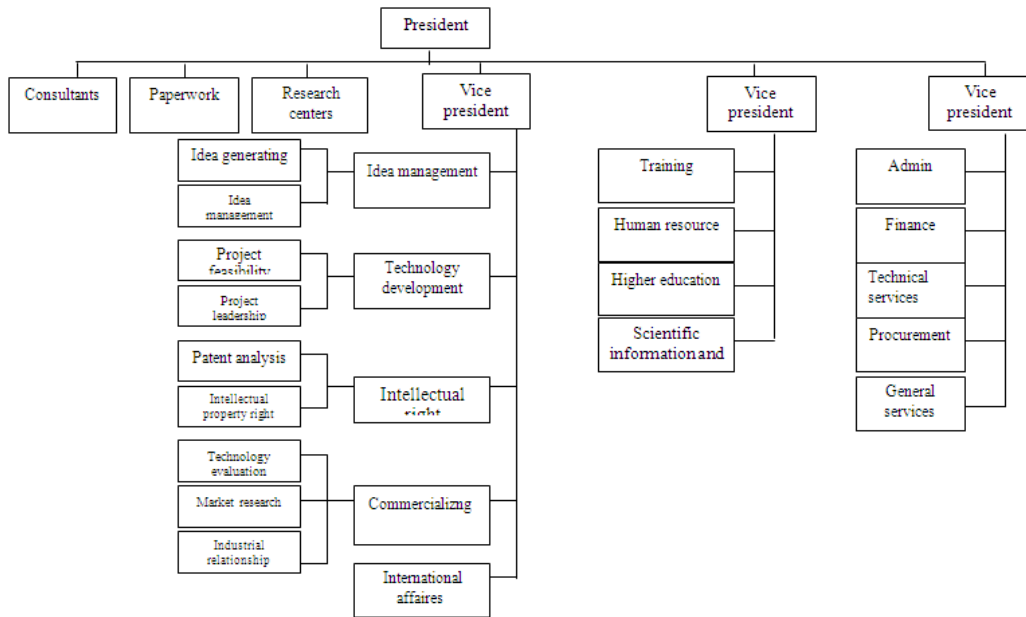 President
Consultants
Paperwork
Research
centers
Vice
president
Vice
president
Vice
president
Idea generating
Idea
management
Idea management
Project
feasibility
Project
leadership
Technology
development
Patent analysis
Intellectual
property right
Intellectual
right
Technology
evaluation
Market research
Industrial
relationship
Commercializng
International
affaires
Training
Human resource
Higher education
Scientific
information and
Admin
Finance
Technical
services
Procurement
General
services